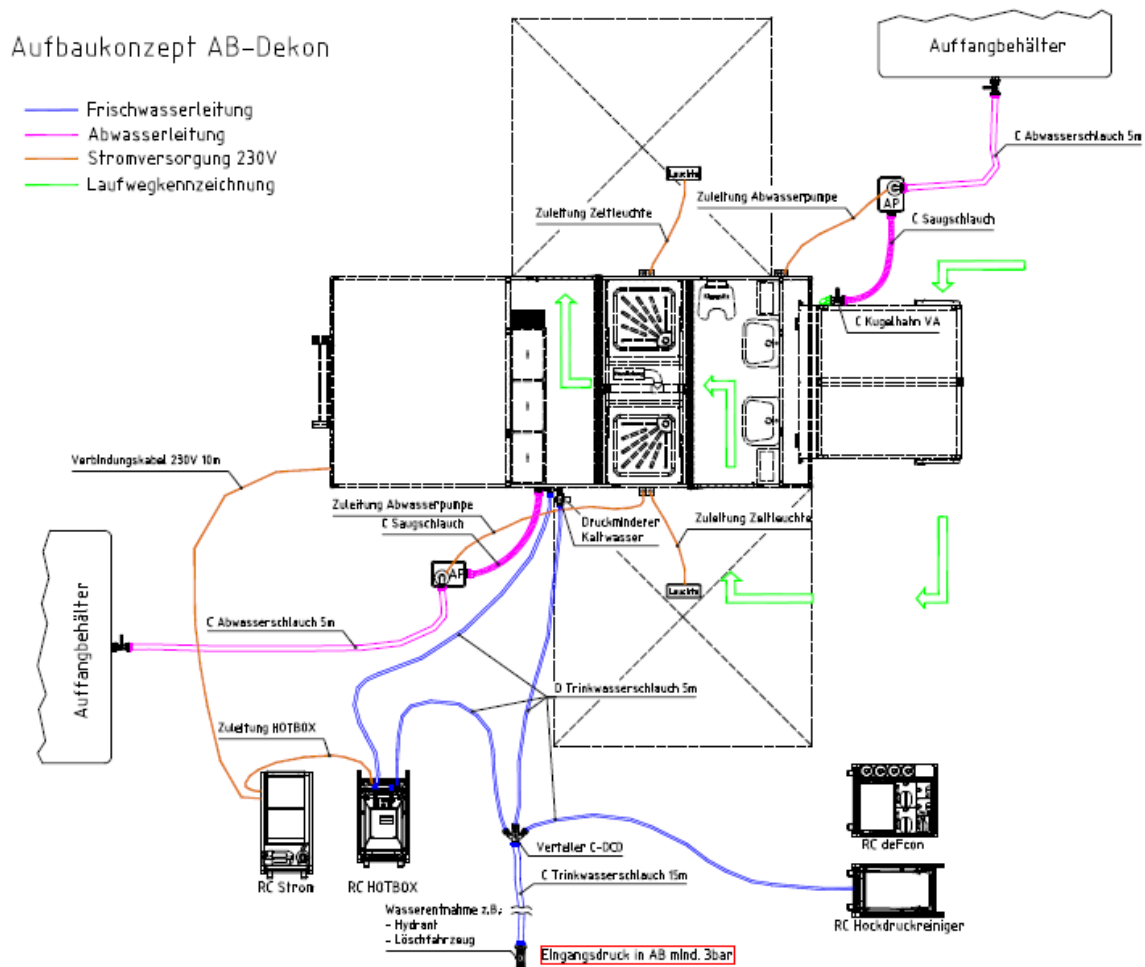 Aufbaukonzept AB-Dekon
Frischwasserleitung
Abwasserleitung
Stromversorgung 230V
Laufwegkennzeichnung
Auffangbehälter
C Abwasserschlauch 5m
Leuchte
Zuleitung Abwasserpumpe
Zuleitung Zeltleuchte
AP
C Saugschlauch
C Kugelhahn VA
Verbindungskabel 230V 10m
Zuleitung Abwasserpumpe
C Saugschlauch
Druckminderer
Kaltwasser
Zuleitung Zeltleuchte
AP
Leuchte
Auffangbehälter
C Abwasserschlauch 5m
D Trinkwasserschlauch 5m
Zuleitung HOTBOX
RC Strom
RC HOTBOX
Verteiler C-DCD
RC deFcon
C Trinkwasserschlauch 15m
Wasserentnahme z.B.:
- Hydrant
- Löschfahrzeug
RC Hockdruckreiniger
Eingangsdruck in AB mind. 3bar